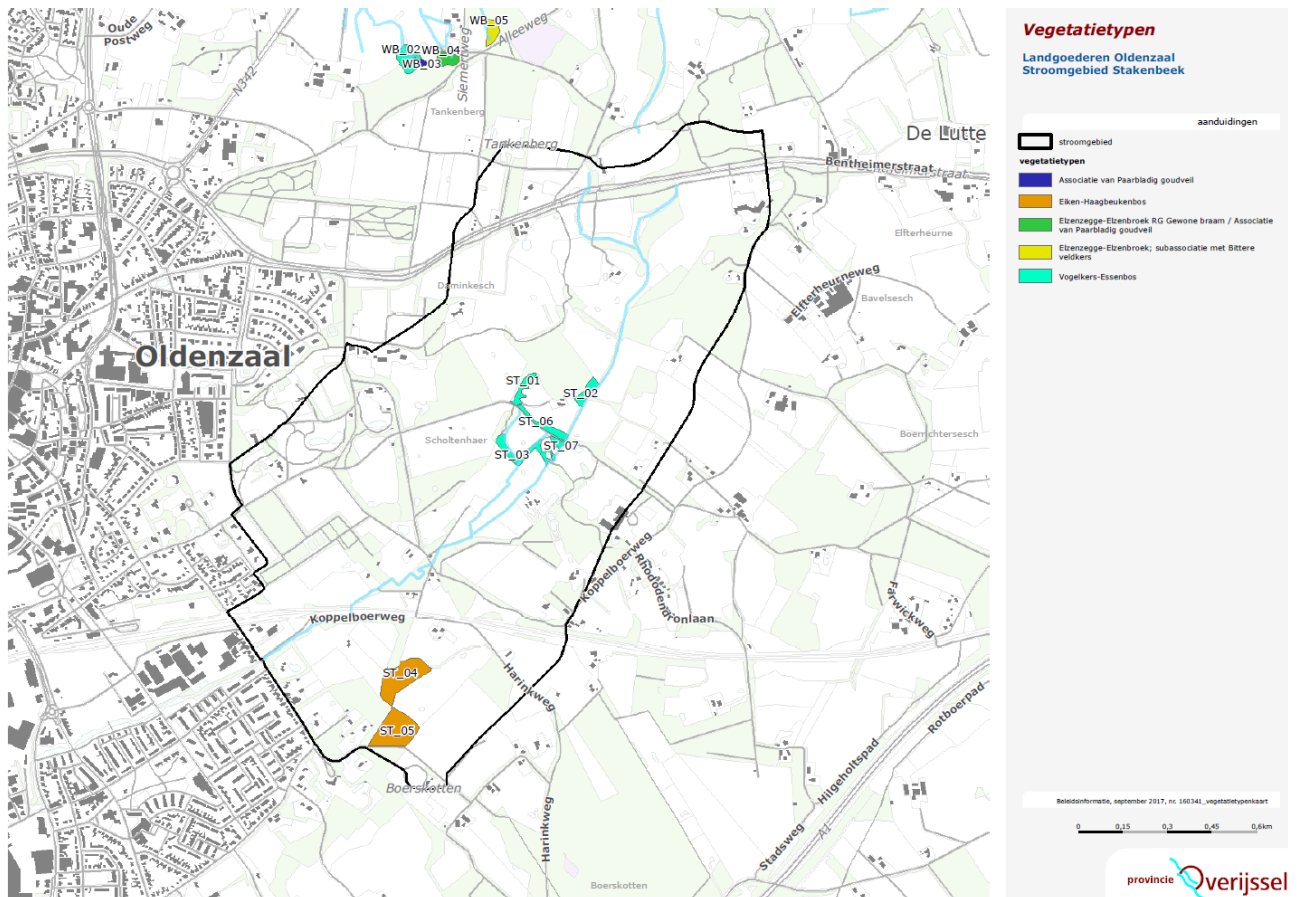 Oude
Postweg
N342
WB_05
Alleeweg
WB_02
WB_04
WB_03
Siemertweg
Tankenberg
Tankenberg
De Lutte
Bentheimerstraat
Bentheimerstraat
Elfterheurne
Elfterheurneweg
Bavelsesch
Daminkesch
Oldenzaal
ST_01
ST_02
ST_06
Scholtenhaer
ST_03
ST_07
Boerrichtersesch
Koppelboerweg
Rhododendronlaan
Farwickweg
Koppelboerweg
ST_04
Harinkweg
ST_05
Rotboerpad
Hilgeholtspad
Boerskotten
Harinkweg
Stadsweg
A1
Boerskotten
Vegetatietypen
Landgoederen Oldenzaal
Stroomgebied Stakenbeek
aanduidingen
stroomgebied
vegetatietypen
Associatie van Paarbladig goudveil
Eiken-Haagbeukenbos
Elzenzegge-Elzenbroek RG Gewone braam / Associatie
van Paarbladig goudveil
Elzenzegge-Elzenbroek; subassociatie met Bittere
veldkers
Vogelkers-Essenbos
Beleidsinformatie, september 2017, nr. 160341_vegetatietypenkaart
0 0,15 0,3 0,45 0,6km
provincie Overijssel